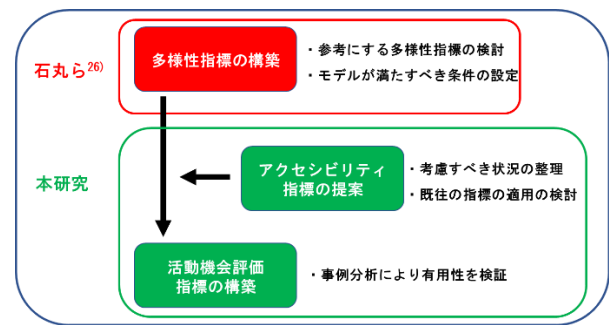 石丸ら26)
多様性指標の構築
・参考にする多様性指標の検討
・モデルが満たすべき条件の設定
本研究
アクセシビリティ
指標の提案
・考慮すべき状況の整理
・既往の指標の適用の検討
活動機会評価
指標の構築
・事例分析により有用性を検証